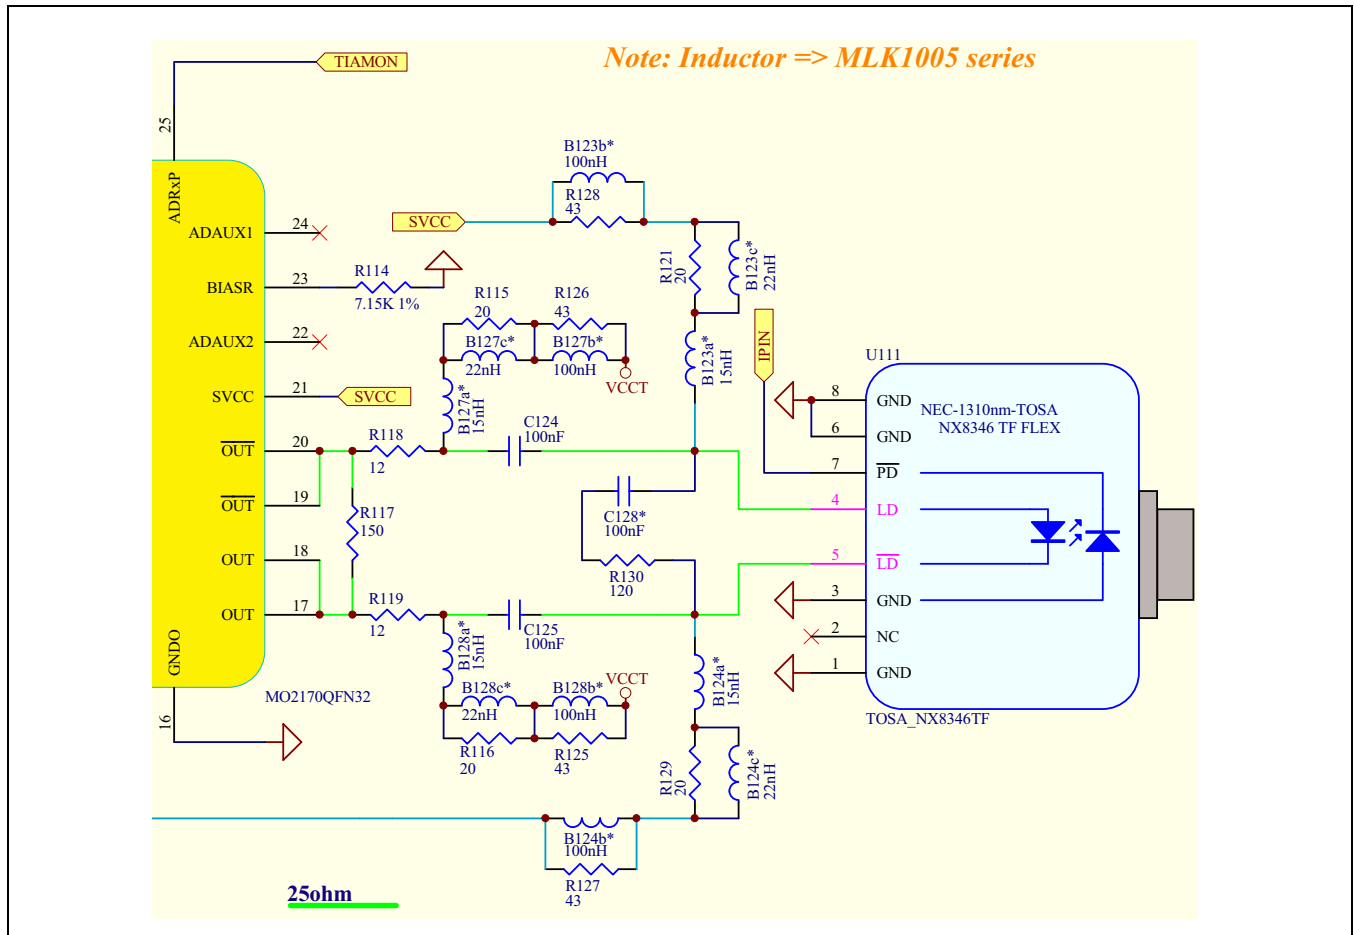 Note: Inductor => MLK1005 series
TIAMON
25
ADRxP
B123b*
100nH
R128
43
SVCC
ADAUX1
24
R121
20
B123c*
22nH
BIASR
23
R114
7.15K 1%
R115
20
R126
43
ADAUX2
22
B127c*
22nH
B127b*
100nH
VCCT
B123a*
15nH
IPIN
U111
SVCC
21
SVCC
B127a*
15nH
8
GND
NEC-1310nm-TOSA
NX8346 TF FLEX
6
GND
OUT
20
R118
12
C124
100nF
7
PD
OUT
19
R117
150
C128*
100nF
4
LD
OUT
18
R130
120
5
LD
OUT
17
R119
12
C125
100nF
3
GND
2
NC
1
GND
GNDO
16
B128a*
15nH
B124a*
15nH
MO2170QFN32
B128c*
22nH
B128b*
100nH
VCCT
TOSA_NX8346TF
R116
20
R125
43
R129
20
B124c*
22nH
B124b*
100nH
R127
43
25ohm